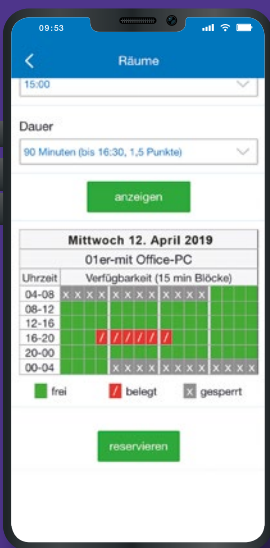 09:53
Räume
15:00
Dauer
90 Minuten (bis 16:30, 1,5 Punkte)
anzeigen
Mittwoch 12. April 2019
01er-mit Office-PC
Uhrzeit Verfügbarkeit (15 min Blöcke)
04-08 x x x x x x x x x x x x
08-12
12-16
16-20 / / / / / /
20-00
00-04 x x x x x x x x x x x x
frei / belegt x gesperrt
reservieren